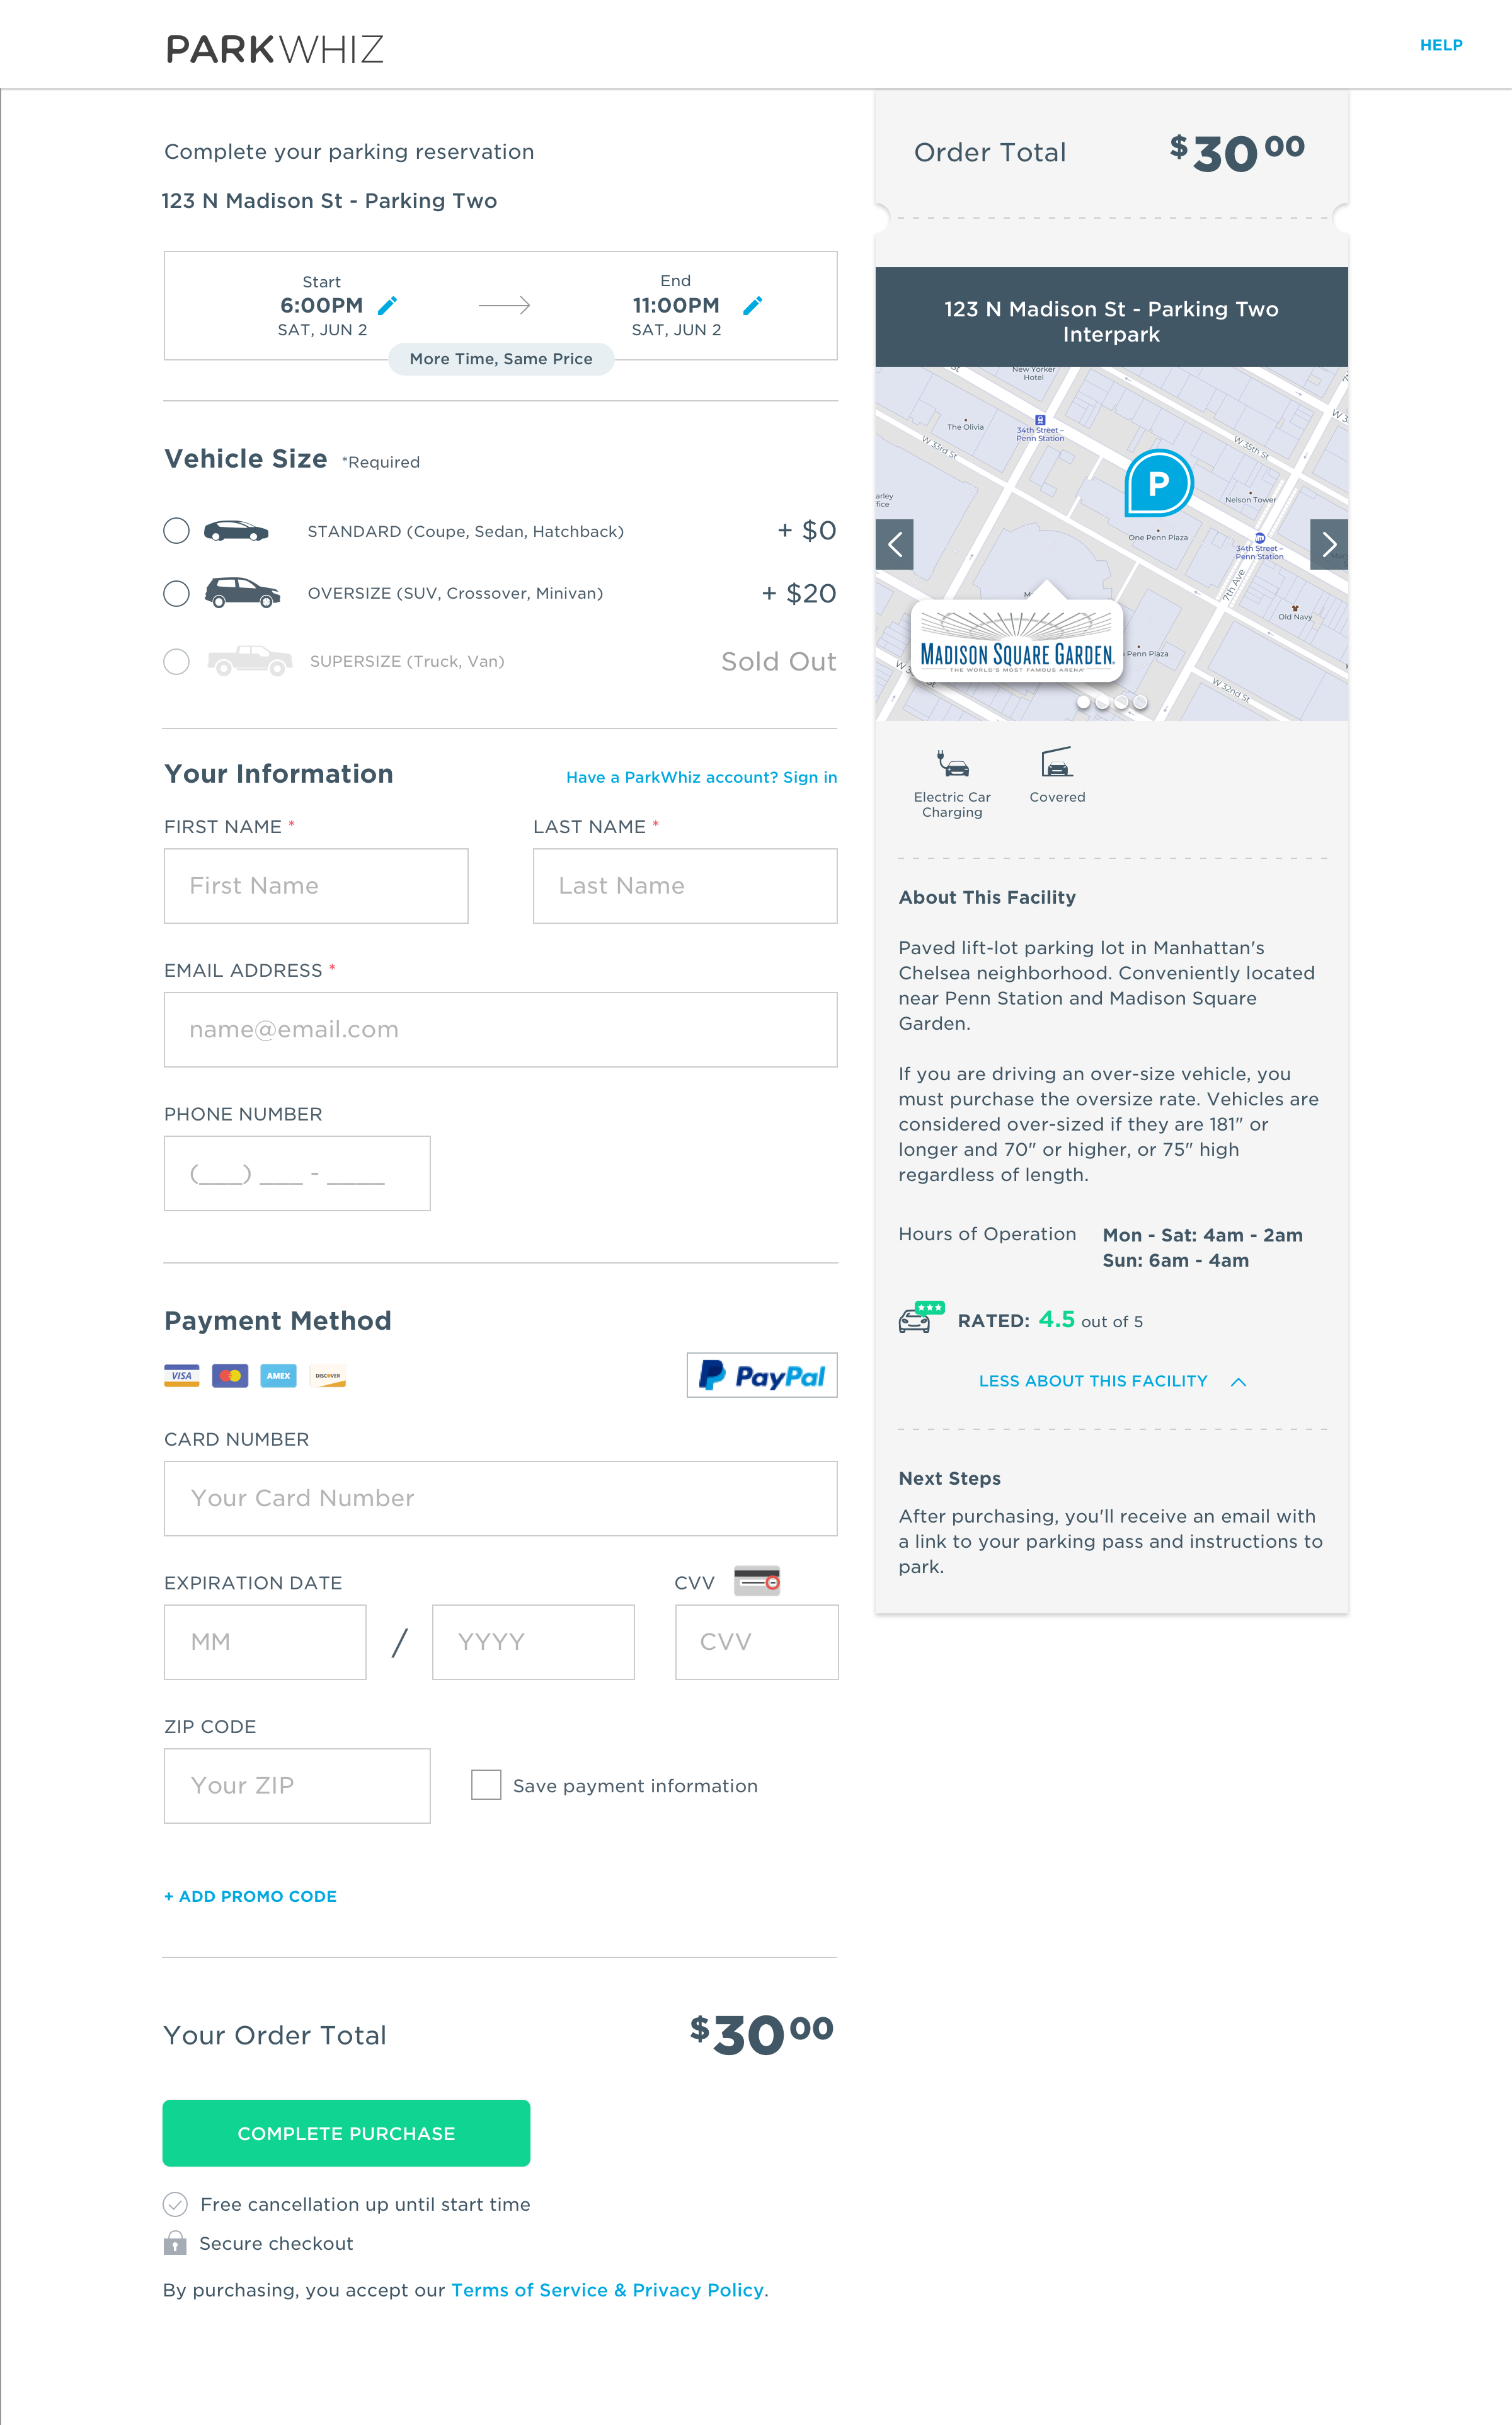 PARKWHIZ
HELP
Complete your parking reservation
123 N Madison St - Parking Two
Start
6:00PM
SAT, JUN 2
End
11:00PM
SAT, JUN 2
More Time, Same Price
Vehicle Size *Required
STANDARD (Coupe, Sedan, Hatchback) + $0
OVERSIZE (SUV, Crossover, Minivan) + $20
SUPERSIZE (Truck, Van) Sold Out
Your Information
Have a ParkWhiz account? Sign in
FIRST NAME *
First Name
LAST NAME *
Last Name
EMAIL ADDRESS *
name@email.com
PHONE NUMBER
(___) ___ - ____
Payment Method
VISA
AMEX
DISCOVER
PayPal
CARD NUMBER
Your Card Number
EXPIRATION DATE
MM / YYYY
CVV
CVV
ZIP CODE
Your ZIP
Save payment information
+ ADD PROMO CODE
Your Order Total $30 00
COMPLETE PURCHASE
Free cancellation up until start time
Secure checkout
By purchasing, you accept our Terms of Service & Privacy Policy.
Order Total $30 00
123 N Madison St - Parking Two
Interpark
New Yorker
Hotel
The Olivia
34th Street –
Penn Station
W 33rd St
W 35th St
P
Nelson Tower
One Penn Plaza
34th Street –
Penn Station
7th Ave
Old Navy
MADISON SQUARE GARDEN
THE WORLD'S MOST FAMOUS ARENA
Penn Plaza
W 32nd St
Electric Car
Charging
Covered
About This Facility
Paved lift-lot parking lot in Manhattan's
Chelsea neighborhood. Conveniently located
near Penn Station and Madison Square
Garden.
If you are driving an over-size vehicle, you
must purchase the oversize rate. Vehicles are
considered over-sized if they are 181" or
longer and 70" or higher, or 75" high
regardless of length.
Hours of Operation
Mon - Sat: 4am - 2am
Sun: 6am - 4am
RATED: 4.5 out of 5
LESS ABOUT THIS FACILITY
Next Steps
After purchasing, you'll receive an email with
a link to your parking pass and instructions to
park.